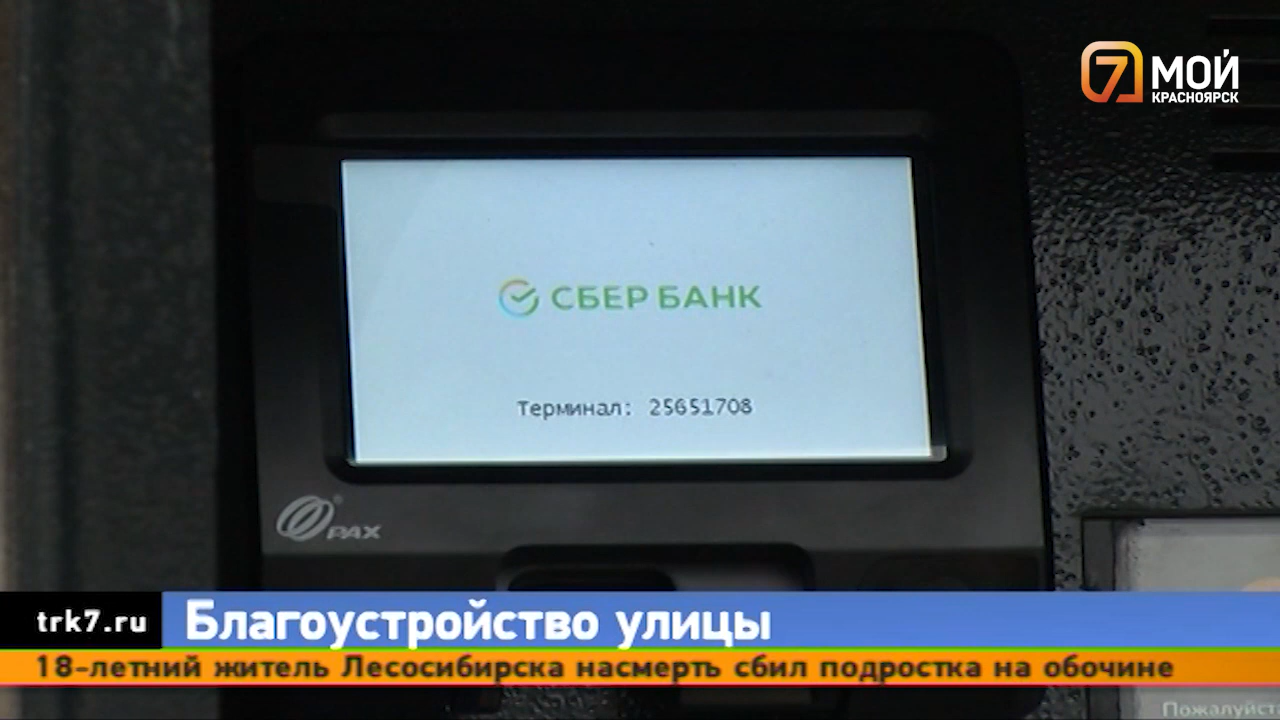 7 МОЙ
КРАСНОЯРСК
СБЕР БАНК
Терминал: 25651708
PAX
trk7.ru
Благоустройство улицы
18-летний житель Лесосибирска насмерть сбил подростка на обочине